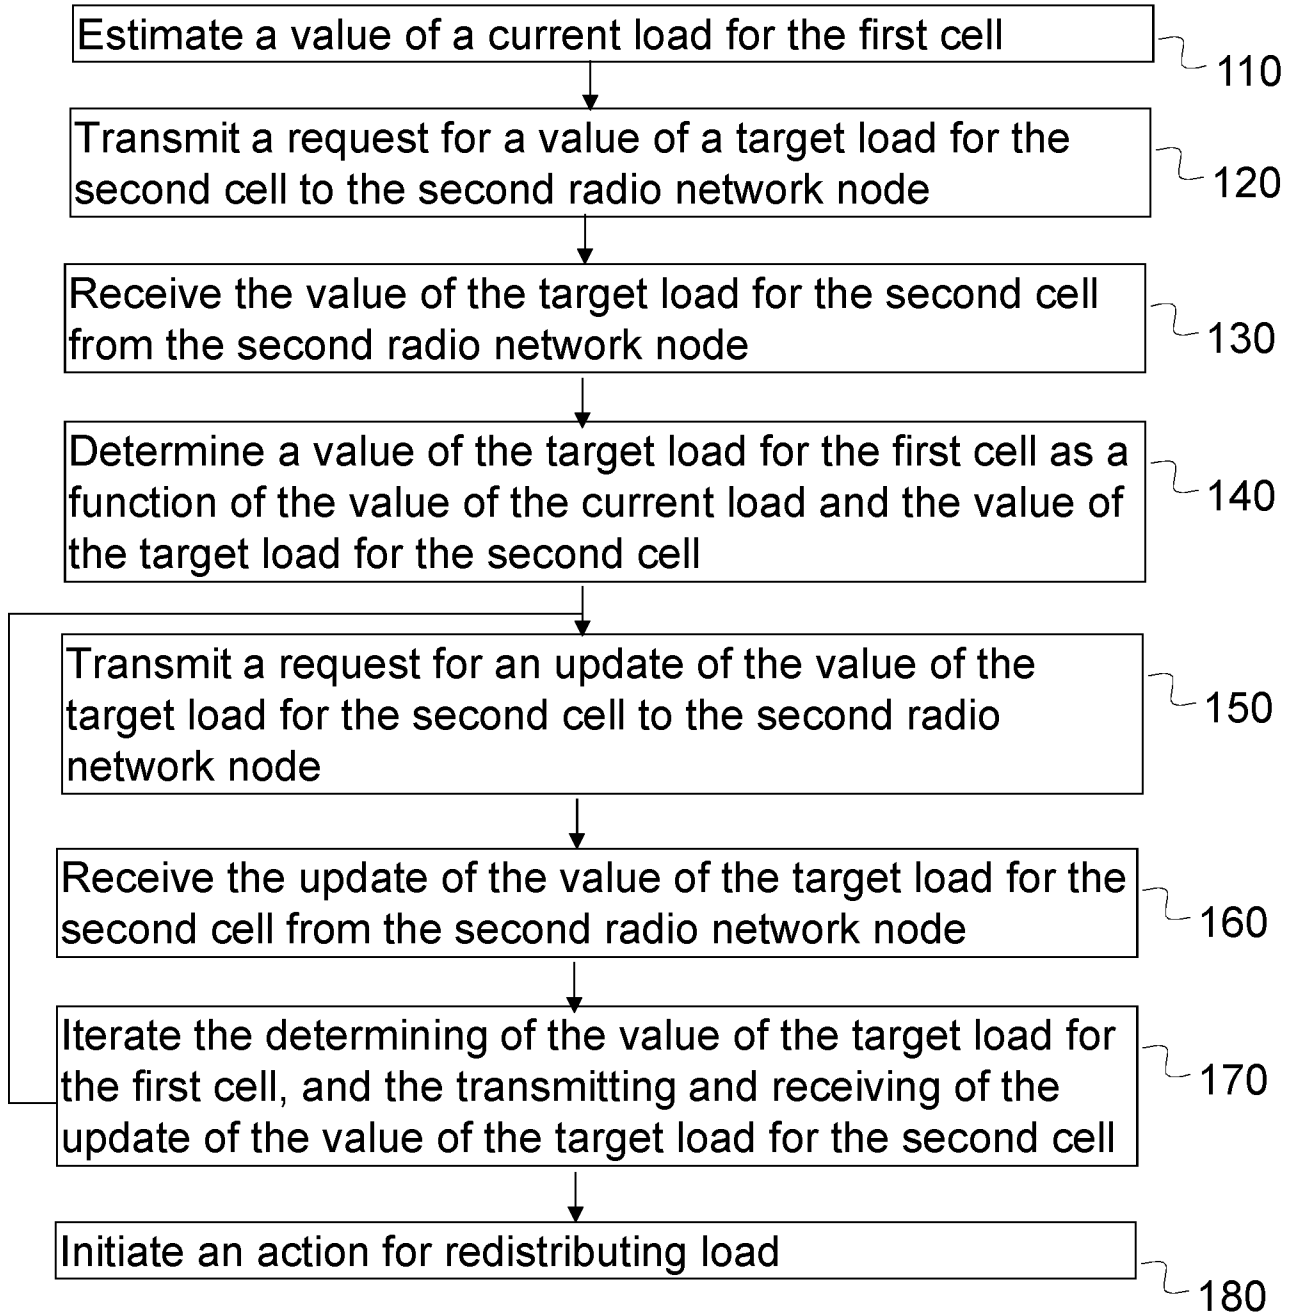 Estimate a value of a current load for the first cell
110
Transmit a request for a value of a target load for the
second cell to the second radio network node
120
Receive the value of the target load for the second cell
from the second radio network node
130
Determine a value of the target load for the first cell as a
function of the value of the current load and the value of
the target load for the second cell
140
Transmit a request for an update of the value of the
target load for the second cell to the second radio
network node
150
Receive the update of the value of the target load for the
second cell from the second radio network node
160
Iterate the determining of the value of the target load for
the first cell, and the transmitting and receiving of the
update of the value of the target load for the second cell
170
Initiate an action for redistributing load
180